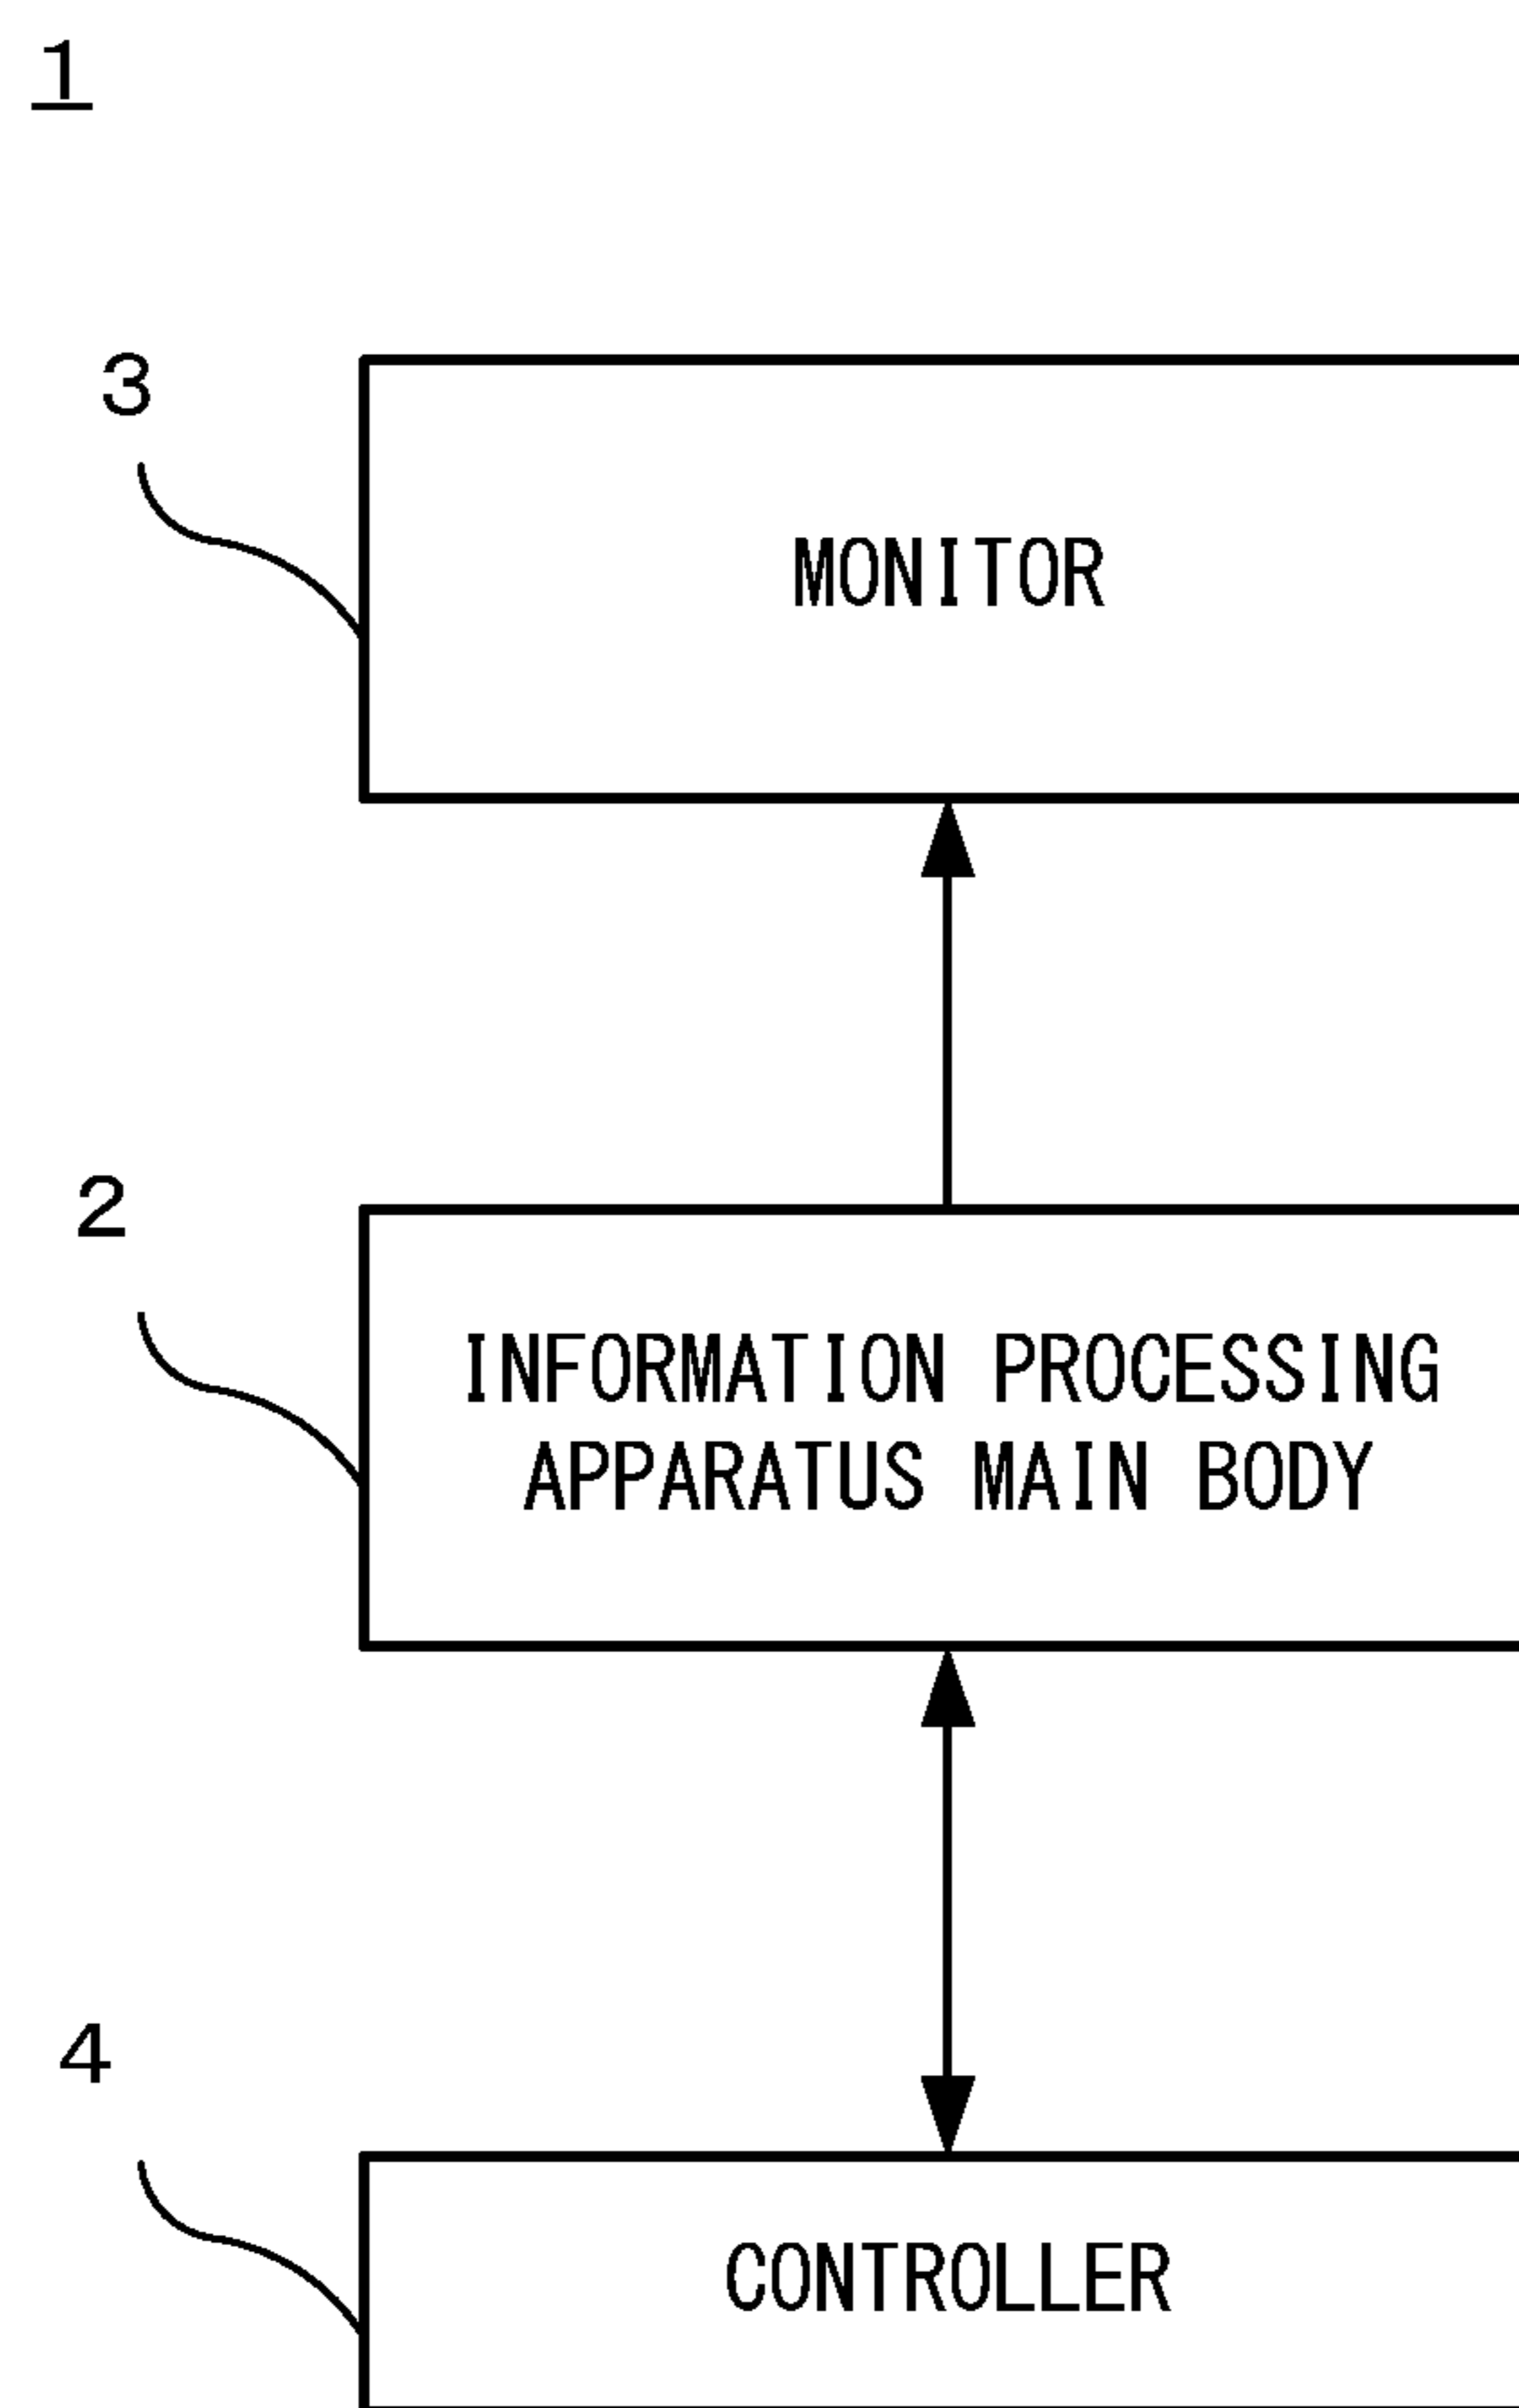 1
3
MONITOR
2
INFORMATION PROCESSING
APPARATUS MAIN BODY
4
CONTROLLER